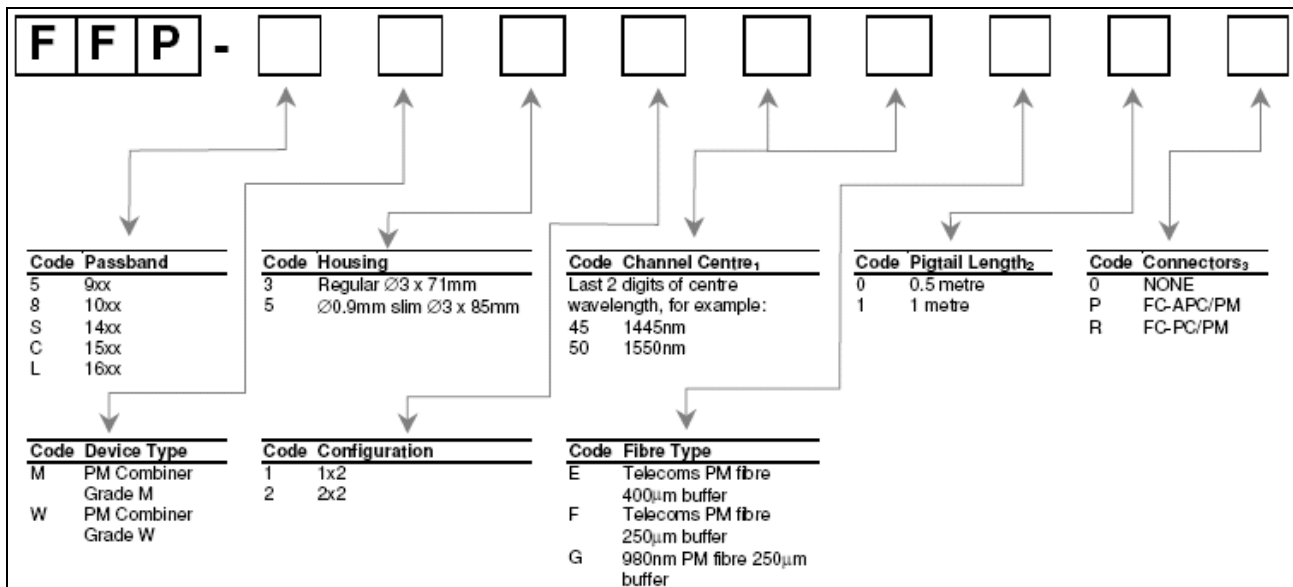 F F P -
Code Passband
5 9xx
8 10xx
S 14xx
C 15xx
L 16xx
Code Housing
3 Regular ∅3 x 71mm
5 ∅0.9mm slim ∅3 x 85mm
Code Channel Centre₁
Last 2 digits of centre
wavelength, for example:
45 1445nm
50 1550nm
Code Pigtail Length₂
0 0.5 metre
1 1 metre
Code Connectors₃
0 NONE
P FC-APC/PM
R FC-PC/PM
Code Device Type
M PM Combiner
Grade M
W PM Combiner
Grade W
Code Configuration
1 1x2
2 2x2
Code Fibre Type
E Telecoms PM fibre
400µm buffer
F Telecoms PM fibre
250µm buffer
G 980nm PM fibre 250µm
buffer